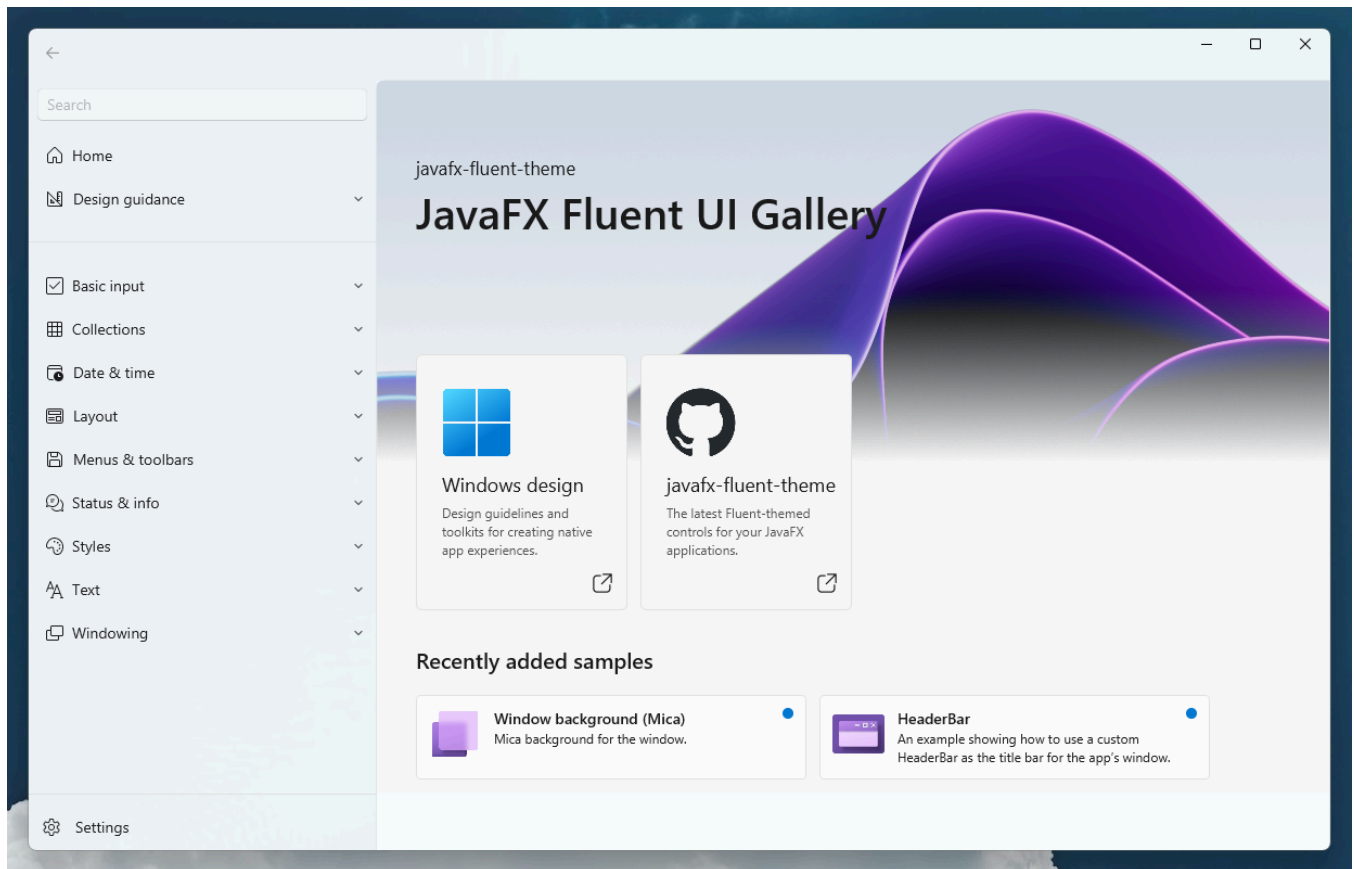 Search
Home
Design guidance
Basic input
Collections
Date & time
Layout
Menus & toolbars
Status & info
Styles
Text
Windowing
Settings
javafx-fluent-theme
JavaFX Fluent UI Gallery
Windows design
Design guidelines and
toolkits for creating native
app experiences.
javafx-fluent-theme
The latest Fluent-themed
controls for your JavaFX
applications.
Recently added samples
Window background (Mica)
Mica background for the window.
HeaderBar
An example showing how to use a custom
HeaderBar as the title bar for the app's window.